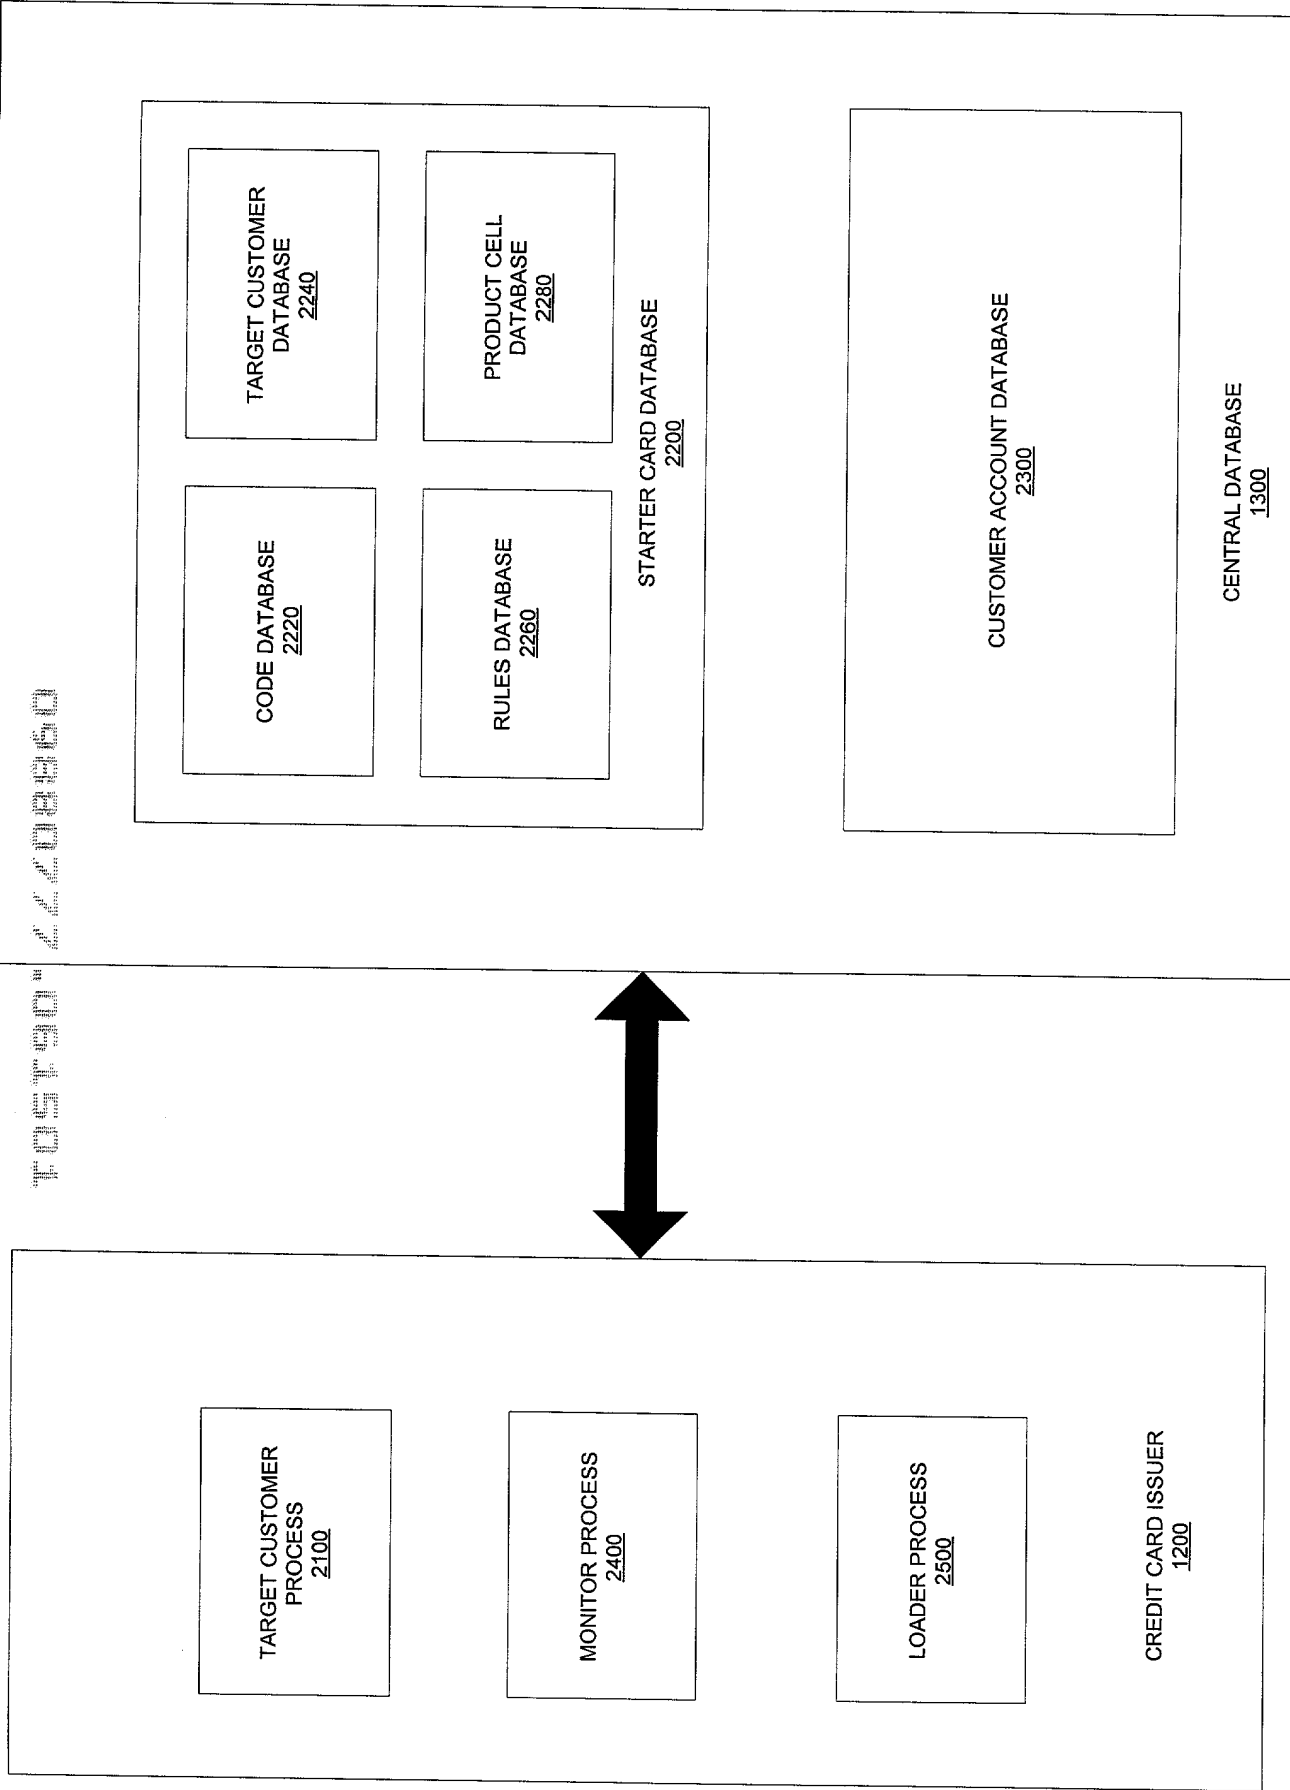 TARGET CUSTOMER
PROCESS
2100
MONITOR PROCESS
2400
LOADER PROCESS
2500
CREDIT CARD ISSUER
1200
CODE DATABASE
2220
TARGET CUSTOMER
DATABASE
2240
RULES DATABASE
2260
PRODUCT CELL
DATABASE
2280
STARTER CARD DATABASE
2200
CUSTOMER ACCOUNT DATABASE
2300
CENTRAL DATABASE
1300